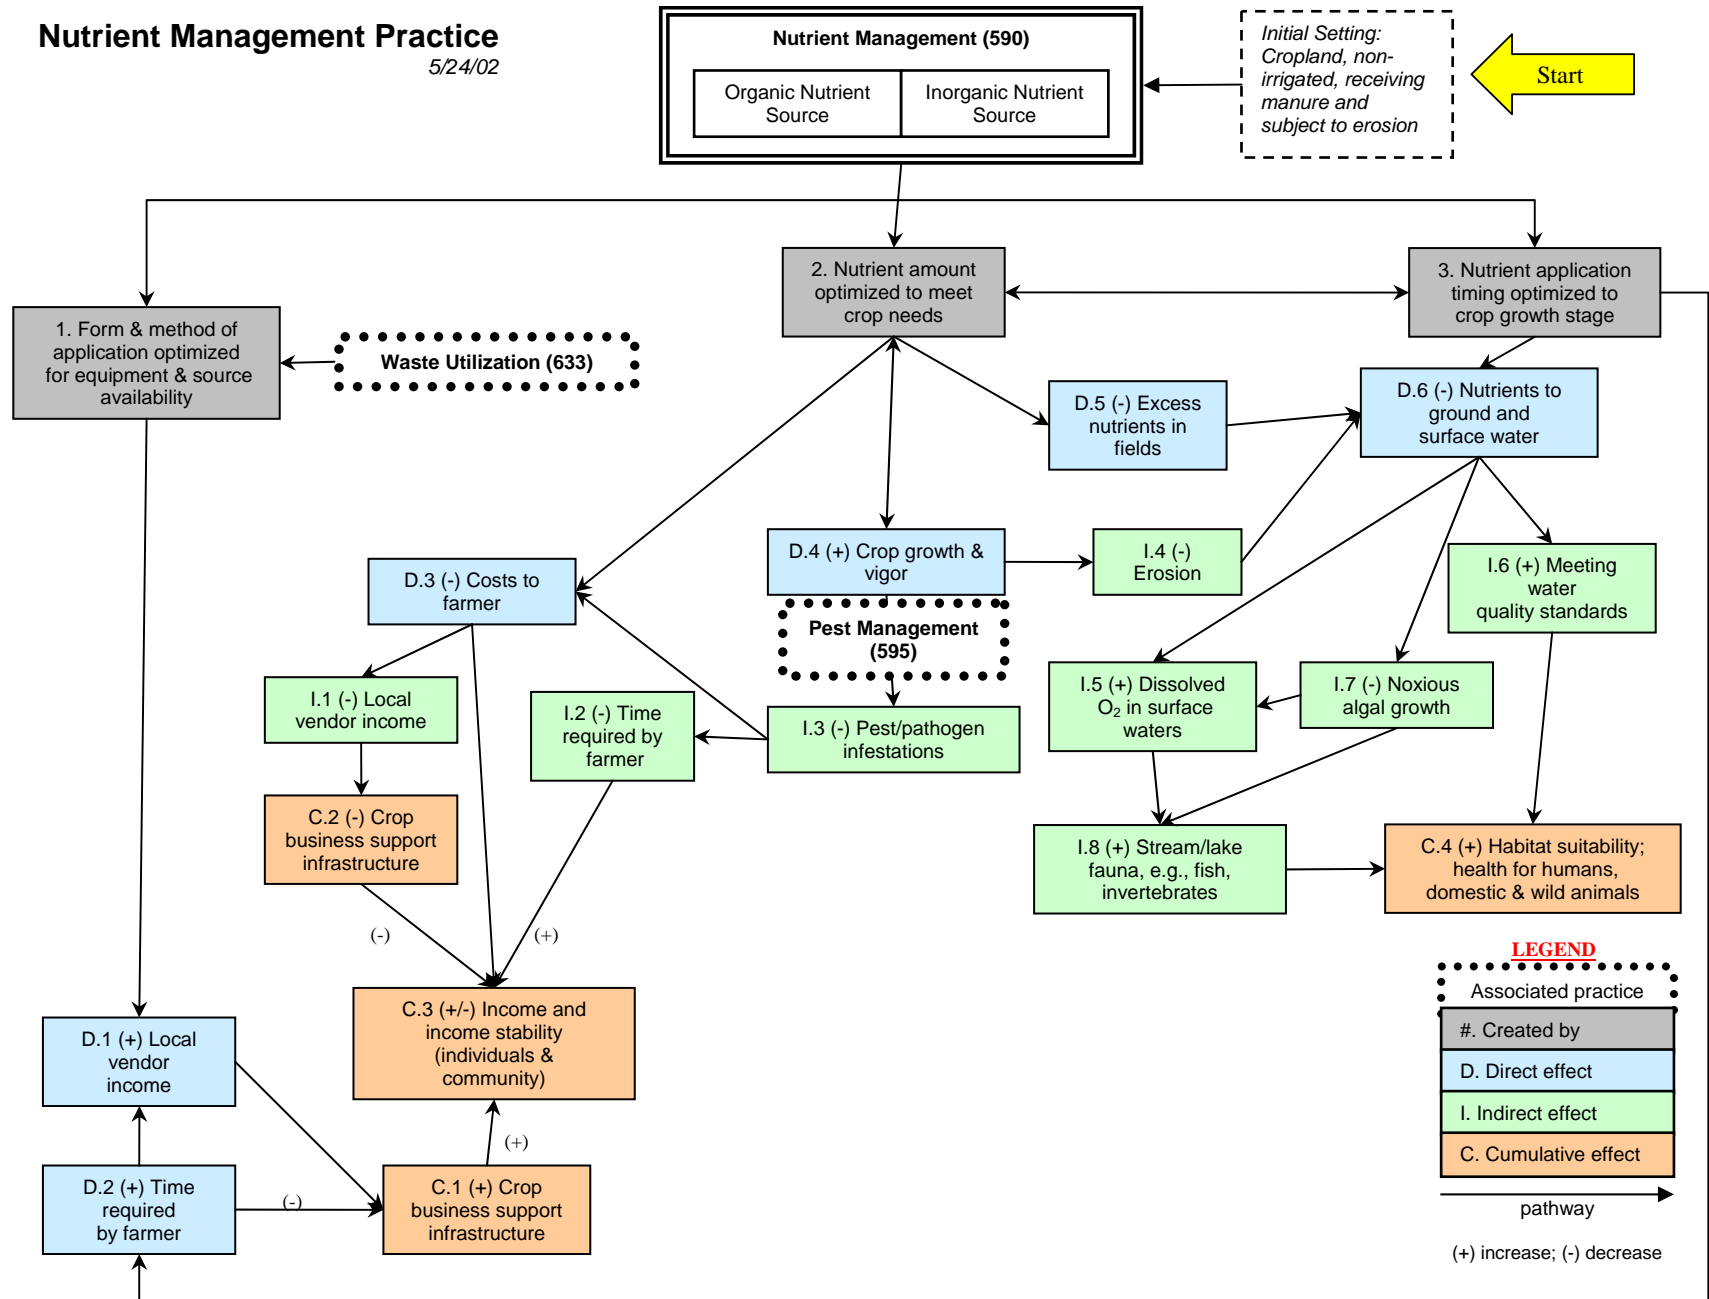 Nutrient Management Practice
5/24/02
Nutrient Management (590)
Organic Nutrient
Source
Inorganic Nutrient
Source
Initial Setting:
Cropland, non-
irrigated, receiving
manure and
subject to erosion
Start
1. Form & method of
application optimized
for equipment & source
availability
Waste Utilization (633)
2. Nutrient amount
optimized to meet
crop needs
3. Nutrient application
timing optimized to
crop growth stage
D.5 (-) Excess
nutrients in
fields
D.6 (-) Nutrients to
ground and
surface water
D.3 (-) Costs to
farmer
D.4 (+) Crop growth &
vigor
I.4 (-)
Erosion
I.6 (+) Meeting
water
quality standards
Pest Management
(595)
I.1 (-) Local
vendor income
I.2 (-) Time
required by
farmer
I.3 (-) Pest/pathogen
infestations
I.5 (+) Dissolved
O2 in surface
waters
I.7 (-) Noxious
algal growth
C.2 (-) Crop
business support
infrastructure
I.8 (+) Stream/lake
fauna, e.g., fish,
invertebrates
C.4 (+) Habitat suitability;
health for humans,
domestic & wild animals
(-)
(+)
C.3 (+/-) Income and
income stability
(individuals &
community)
D.1 (+) Local
vendor
income
(+)
D.2 (+) Time
required
by farmer
(-)
C.1 (+) Crop
business support
infrastructure
LEGEND
Associated practice
#. Created by
D. Direct effect
I. Indirect effect
C. Cumulative effect
pathway
(+) increase; (-) decrease